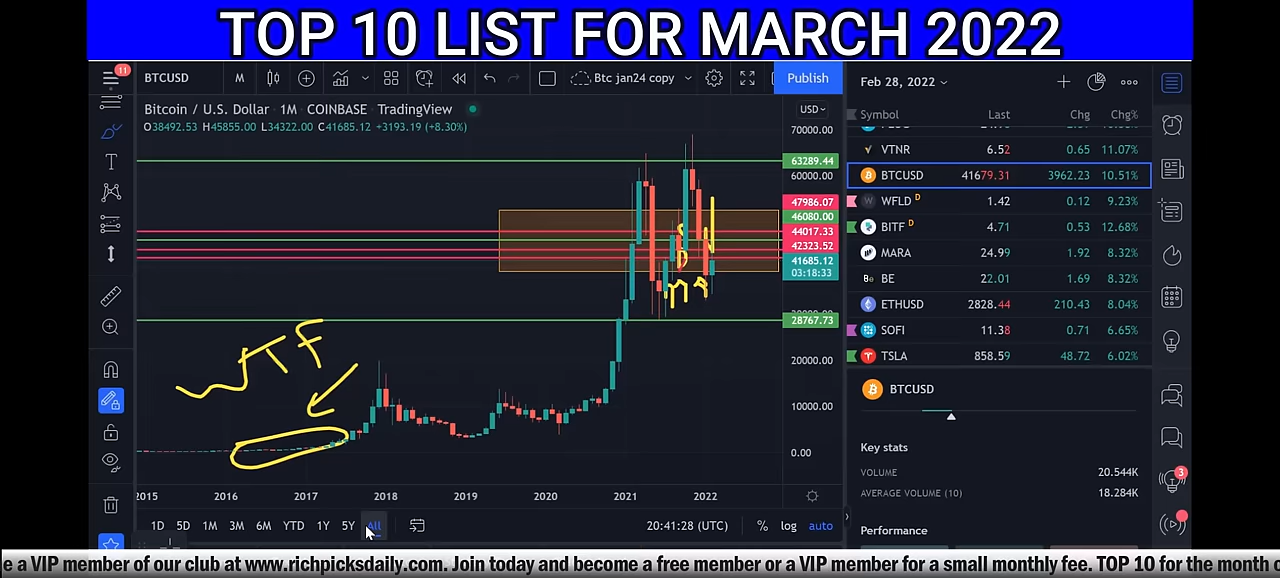 TOP 10 LIST FOR MARCH 2022
11
BTCUSD M Btc jan24 copy Publish
Bitcoin / U.S. Dollar · 1M · COINBASE · TradingView
O38492.53 H45855.00 L34322.00 C41685.12 +3193.19 (+8.30%)
USD
70000.00
63289.44
60000.00
47986.07
46080.00
44017.33
42323.52
41685.12
03:18:33
28767.73
20000.00
10000.00
0.00
WTF
2015 2016 2017 2018 2019 2020 2021 2022
1D 5D 1M 3M 6M YTD 1Y 5Y All 20:41:28 (UTC) % log auto
Feb 28, 2022
Symbol Last Chg Chg%
VTNR 6.52 0.65 11.07%
BTCUSD 41679.31 3962.23 10.51%
WFLD D 1.42 0.12 9.23%
BITF D 4.71 0.53 12.68%
MARA 24.99 1.92 8.32%
BE 22.01 1.69 8.32%
ETHUSD 2828.44 210.43 8.04%
SOFI 11.38 0.71 6.65%
TSLA 858.59 48.72 6.02%
BTCUSD
Key stats
VOLUME 20.544K
AVERAGE VOLUME (10) 18.284K
Performance
3
e a VIP member of our club at www.richpicksdaily.com. Join today and become a free member or a VIP member for a small monthly fee. TOP 10 for the month